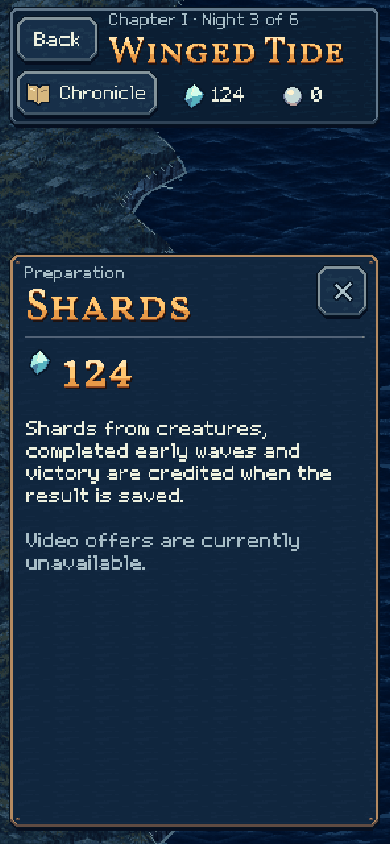 Back
Chapter I · Night 3 of 6
Winged Tide
Chronicle
124
0
Preparation
Shards
124
Shards from creatures,
completed early waves and
victory are credited when the
result is saved.
Video offers are currently
unavailable.